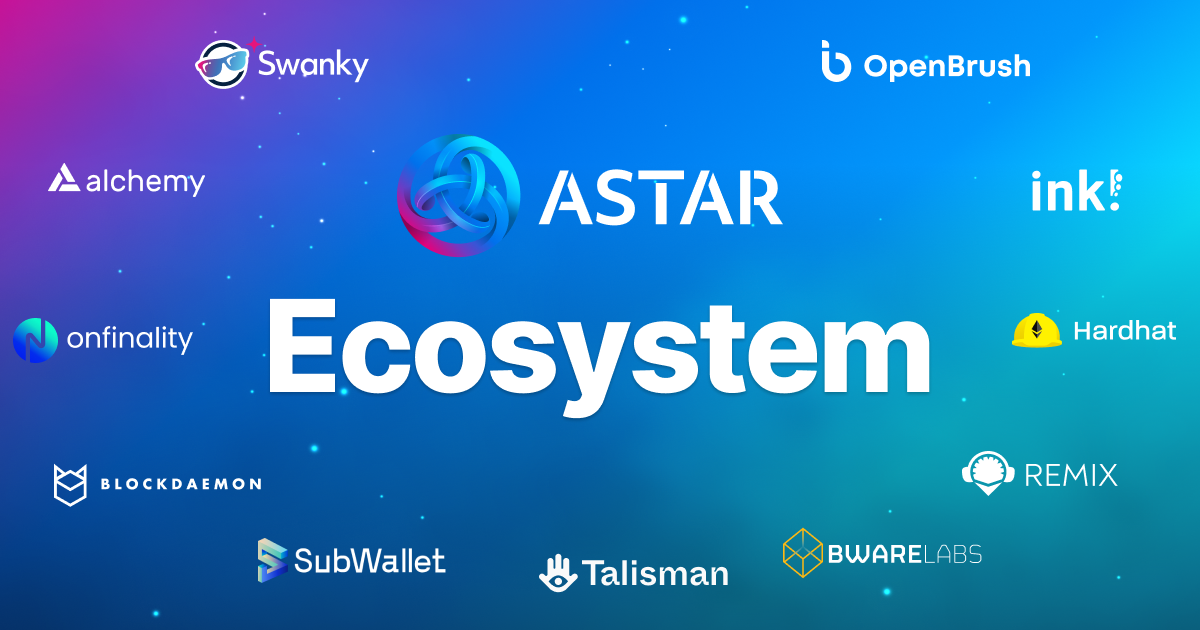 Swanky
OpenBrush
alchemy
ASTAR
ink!
onfinality
Ecosystem
Hardhat
BLOCKDAEMON
REMIX
SubWallet
Talisman
BWARELABS